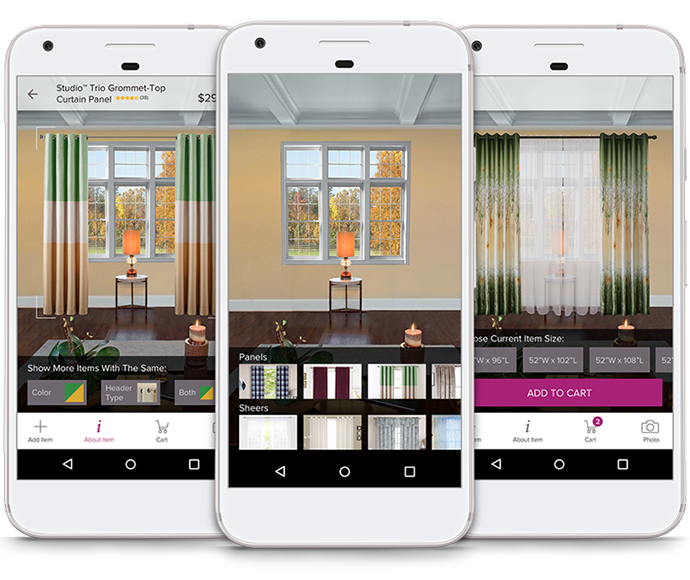 Studio™ Trio Grommet-Top
Curtain Panel (38)
$29
Show More Items With The Same:
Color
Header
Type
Both
Add Item
About Item
Cart
Panels
Sheers
ose Current Item Size:
W x 96"L
52"W x 102"L
52"W x 108"L
52"
ADD TO CART
m
About Item
Cart
2
Photo